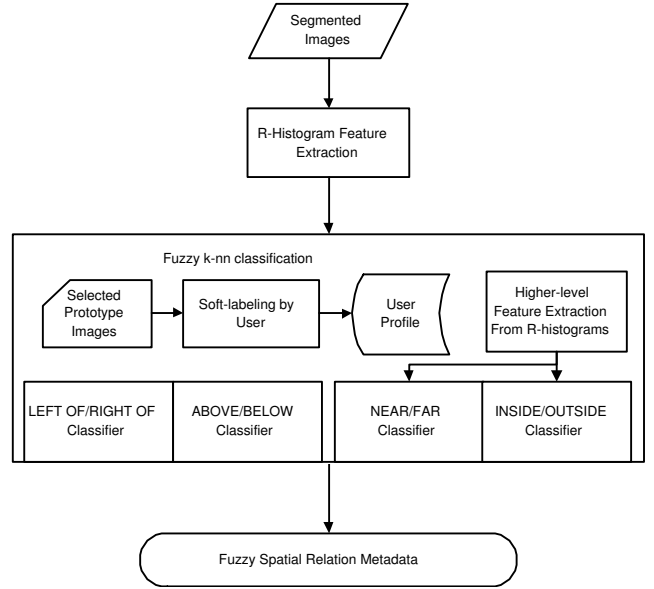 Segmented
Images
R-Histogram Feature
Extraction
Fuzzy k-nn classification
Selected
Prototype
Images
Soft-labeling by
User
User
Profile
Higher-level
Feature Extraction
From R-histograms
LEFT OF/RIGHT OF
Classifier
ABOVE/BELOW
Classifier
NEAR/FAR
Classifier
INSIDE/OUTSIDE
Classifier
Fuzzy Spatial Relation Metadata